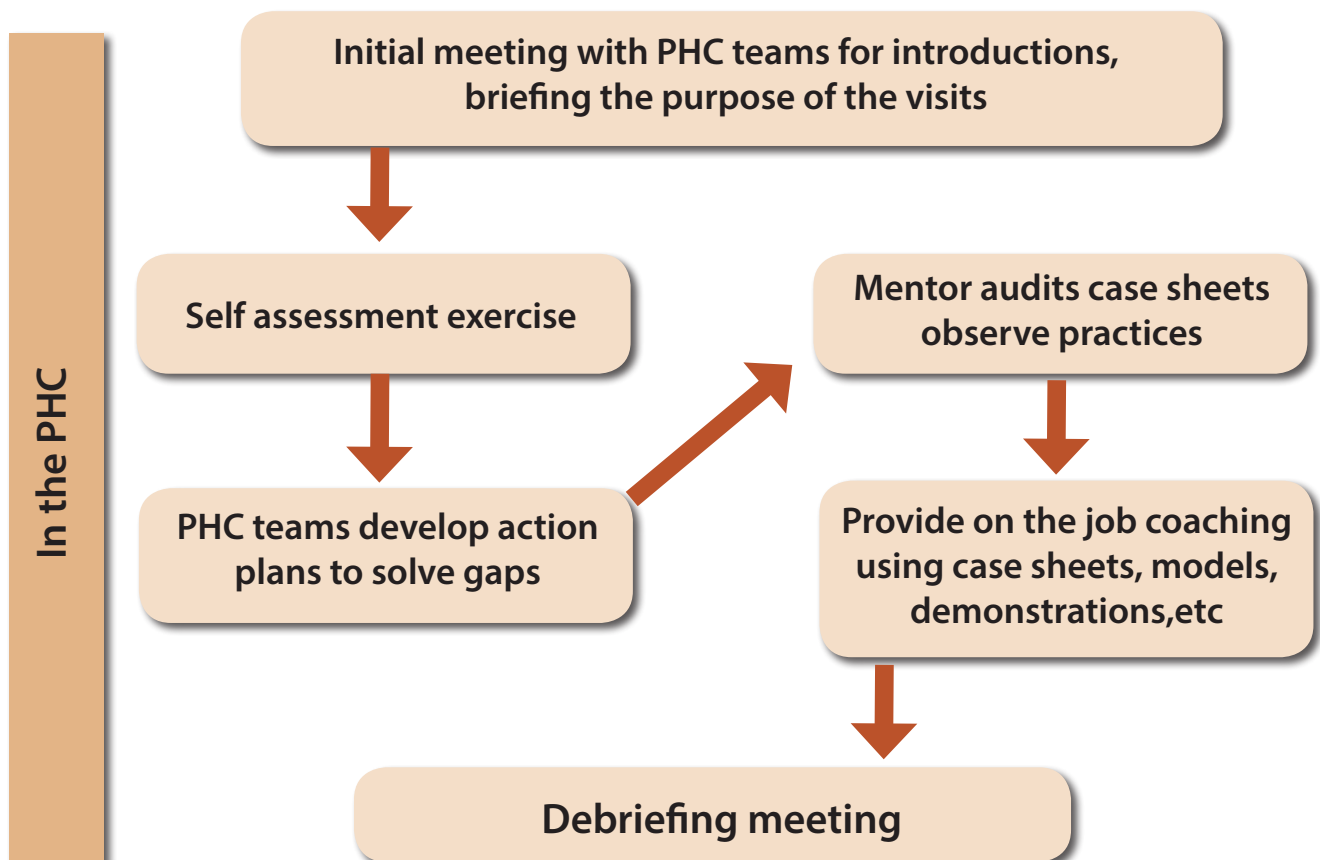 In the PHC
Initial meeting with PHC teams for introductions,
briefing the purpose of the visits
Self assessment exercise
PHC teams develop action
plans to solve gaps
Mentor audits case sheets
observe practices
Provide on the job coaching
using case sheets, models,
demonstrations,etc
Debriefing meeting